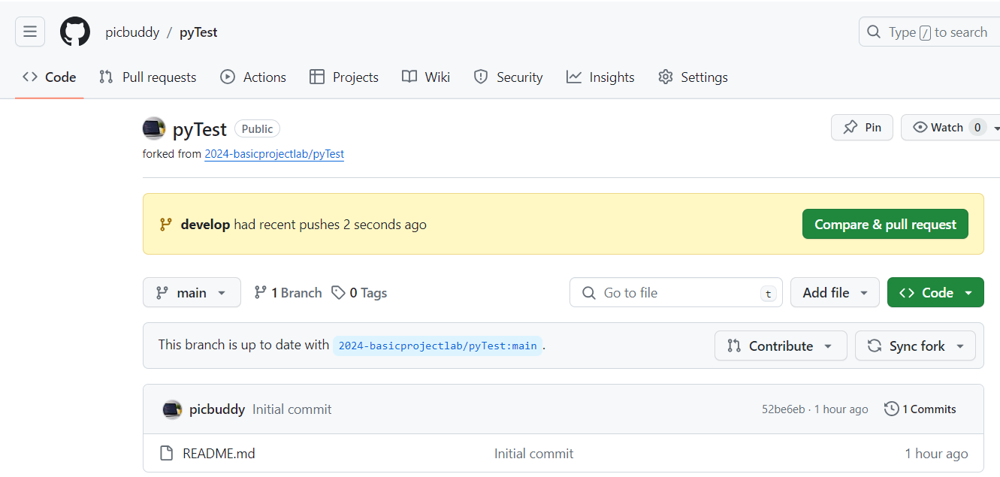 picbuddy / pyTest
Type / to search
Code Pull requests Actions Projects Wiki Security Insights Settings
pyTest Public
Pin Watch 0
forked from 2024-basicprojectlab/pyTest
develop had recent pushes 2 seconds ago Compare & pull request
main 1 Branch 0 Tags Go to file t Add file Code
This branch is up to date with 2024-basicprojectlab/pyTest:main . Contribute Sync fork
picbuddy Initial commit 52be6eb · 1 hour ago 1 Commits
README.md Initial commit 1 hour ago